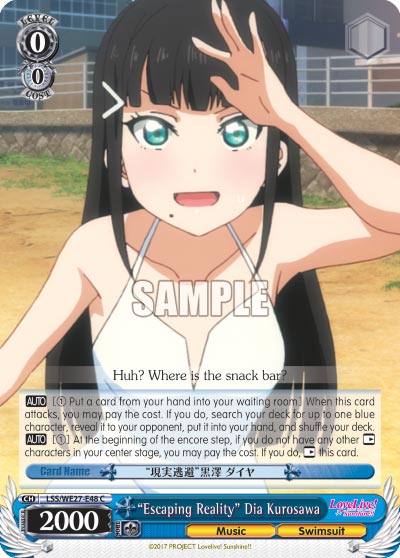 LEVEL
0
0
COST
SAMPLE
Huh? Where is the snack bar?
AUTO [① Put a card from your hand into your waiting room] When this card
attacks, you may pay the cost. If you do, search your deck for up to one blue
character, reveal it to your opponent, put it into your hand, and shuffle your deck.
AUTO [①] At the beginning of the encore step, if you do not have any other
characters in your center stage, you may pay the cost. If you do,
Card Name
"現実逃避"黒澤 ダイヤ
CH LSS/WE27-E48 C
"Escaping Reality" Dia Kurosawa
LoveLive!
Sunshine!!
POWER
2000
SOUL
Music
Swimsuit
©2017 PROJECT Lovelive! Sunshine!!